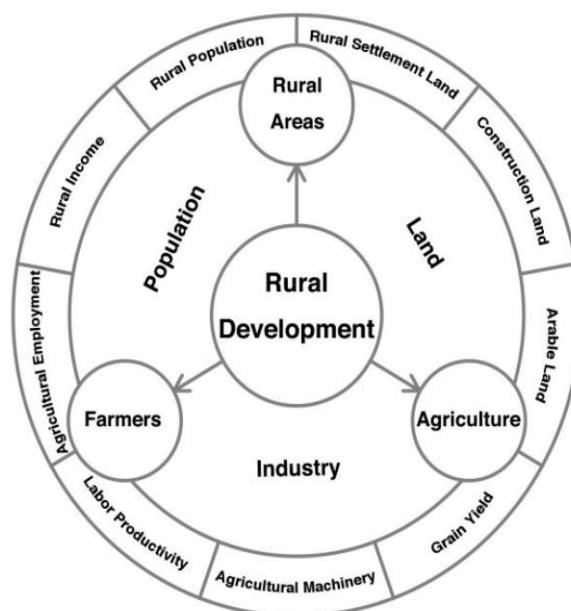 Rural Population
Rural Settlement Land
Rural
Areas
Construction Land
Rural Income
Population
Land
Rural
Development
Agricultural Employment
Arable Land
Farmers
Agriculture
Industry
Labor Productivity
Agricultural Machinery
Grain Yield